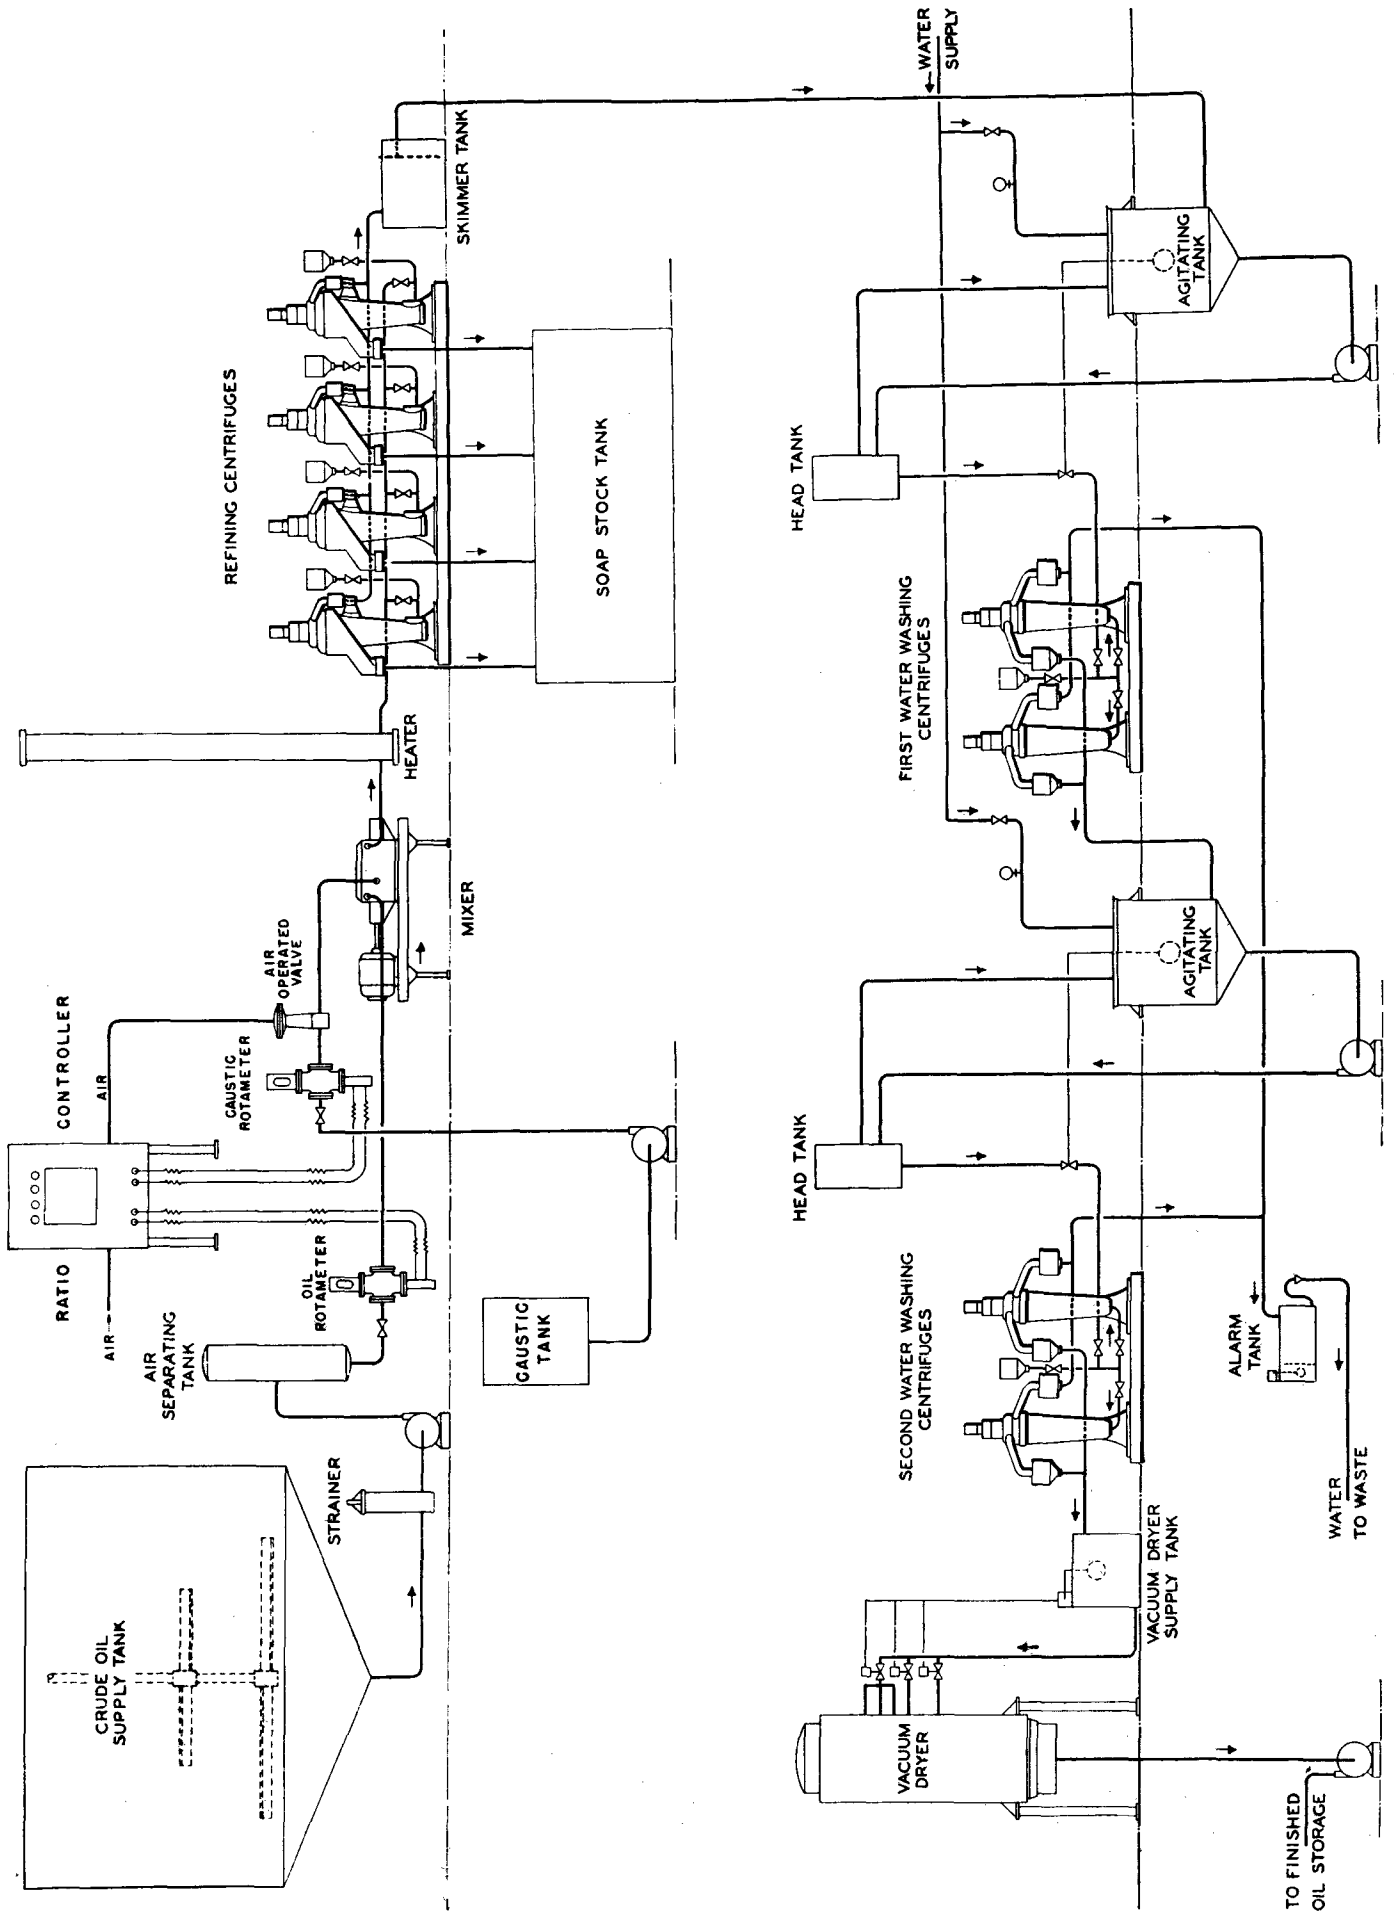 CRUDE OIL
SUPPLY TANK
STRAINER
AIR
SEPARATING
TANK
AIR
RATIO
CONTROLLER
AIR
OIL
ROTAMETER
CAUSTIC
ROTAMETER
AIR
OPERATED
VALVE
CAUSTIC
TANK
MIXER
HEATER
REFINING CENTRIFUGES
SOAP STOCK TANK
SKIMMER TANK
VACUUM
DRYER
TO FINISHED
OIL STORAGE
VACUUM DRYER
SUPPLY TANK
SECOND WATER WASHING
CENTRIFUGES
WATER
TO WASTE
ALARM
TANK
HEAD TANK
AGITATING
TANK
FIRST WATER WASHING
CENTRIFUGES
HEAD TANK
AGITATING
TANK
WATER
SUPPLY